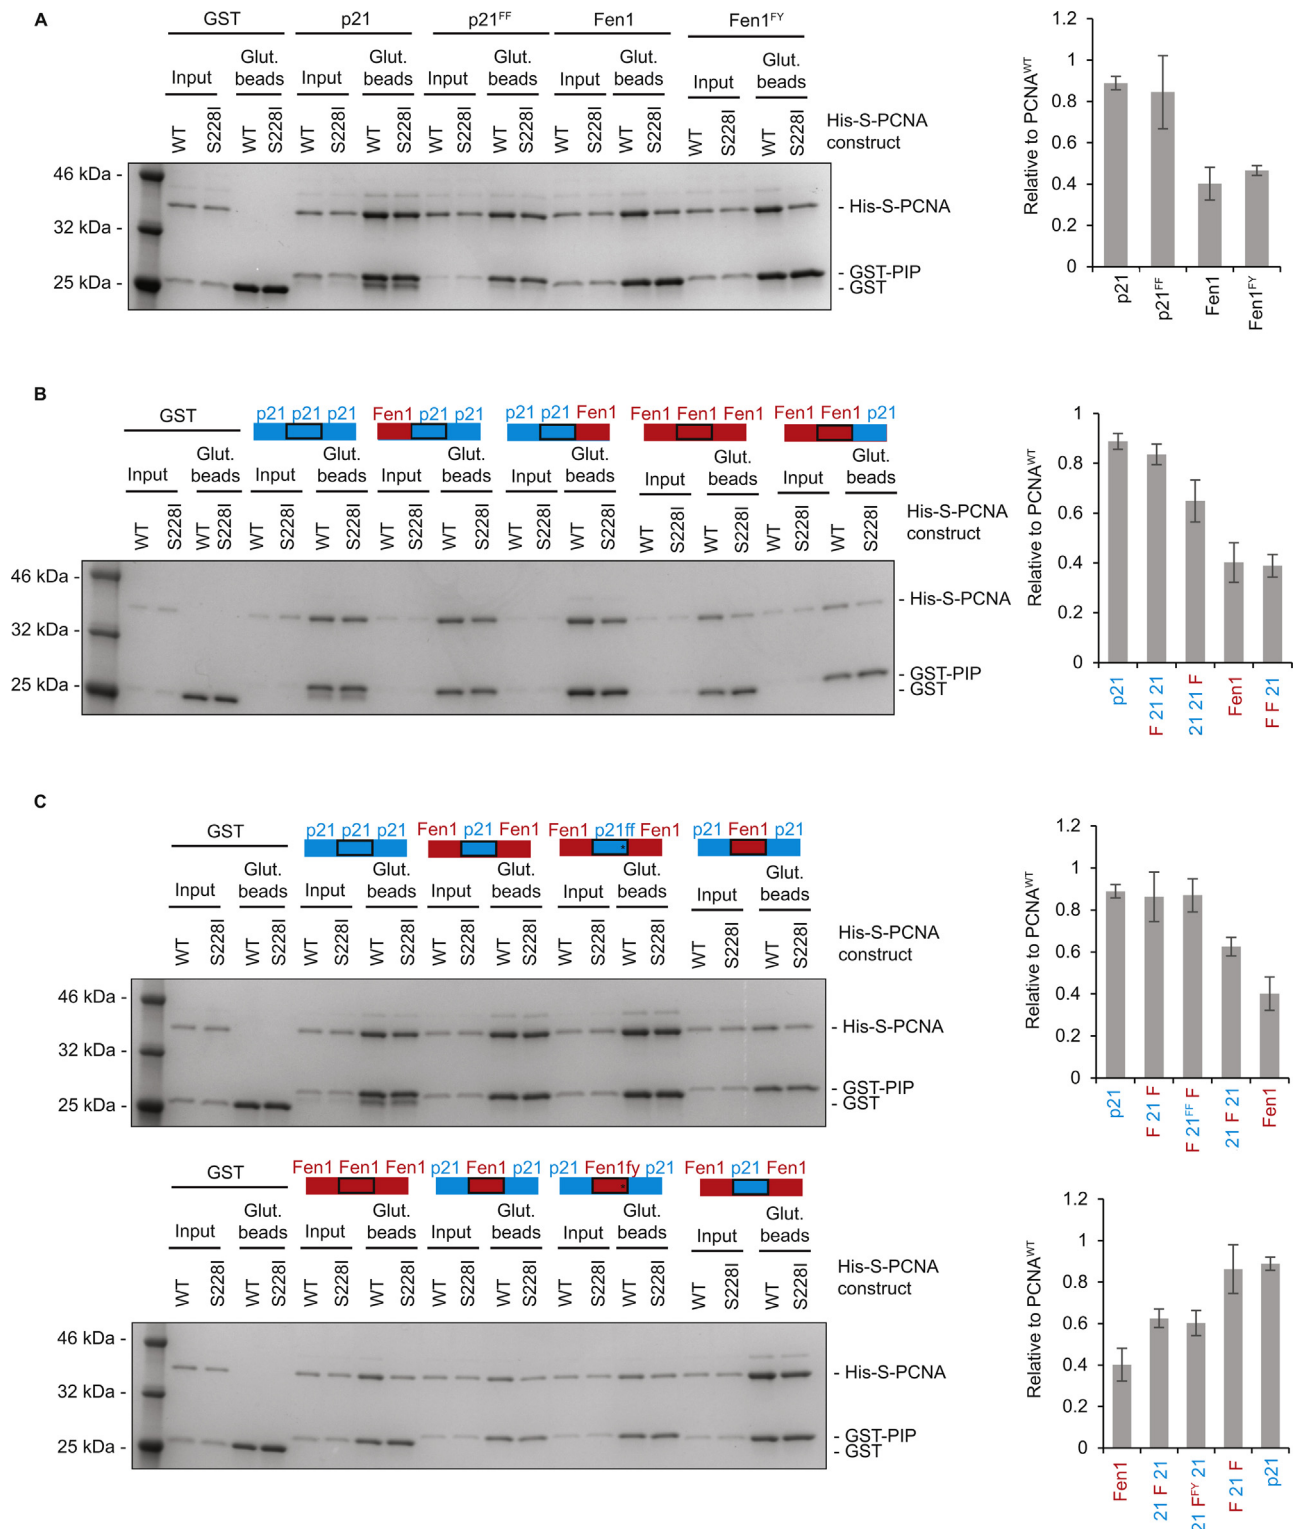 A
GST p21 p21FF Fen1 Fen1FY
Input Glut. beads Input Glut. beads Input Glut. beads Input Glut. beads Input Glut. beads
WT S228I WT S228I WT S228I WT S228I WT S228I WT S228I WT S228I WT S228I WT S228I WT S228I
His-S-PCNA
construct
46 kDa -
32 kDa -
25 kDa -
- His-S-PCNA
- GST-PIP
- GST
Relative to PCNAWT
1.2
1
0.8
0.6
0.4
0.2
0
p21 p21FF Fen1 Fen1FY
B
GST p21 p21 p21 Fen1 p21 p21 p21 p21 Fen1 Fen1 Fen1 Fen1 Fen1 Fen1 p21
Input Glut. beads Input Glut. beads Input Glut. beads Input Glut. beads Input Glut. beads Input Glut. beads
WT S228I WT S228I WT S228I WT S228I WT S228I WT S228I WT S228I WT S228I WT S228I WT S228I WT S228I WT S228I
His-S-PCNA
construct
46 kDa -
32 kDa -
25 kDa -
- His-S-PCNA
- GST-PIP
- GST
Relative to PCNAWT
1
0.8
0.6
0.4
0.2
0
p21 F 21 21 21 21 F Fen1 F F 21
C
GST p21 p21 p21 Fen1 p21 Fen1 Fen1 p21ff Fen1 p21 Fen1 p21
Input Glut. beads Input Glut. beads Input Glut. beads Input Glut. beads Input Glut. beads
WT S228I WT S228I WT S228I WT S228I WT S228I WT S228I WT S228I WT S228I WT S228I WT S228I
His-S-PCNA
construct
46 kDa -
32 kDa -
25 kDa -
- His-S-PCNA
- GST-PIP
- GST
Relative to PCNAWT
1.2
1
0.8
0.6
0.4
0.2
0
p21 F 21 F F 21FF F 21 F 21 Fen1
GST Fen1 Fen1 Fen1 p21 Fen1 p21 p21 Fen1fy p21 Fen1 p21 Fen1
Input Glut. beads Input Glut. beads Input Glut. beads Input Glut. beads Input Glut. beads
WT S228I WT S228I WT S228I WT S228I WT S228I WT S228I WT S228I WT S228I WT S228I WT S228I
His-S-PCNA
construct
46 kDa -
32 kDa -
25 kDa -
- His-S-PCNA
- GST-PIP
- GST
Relative to PCNAWT
1.2
1
0.8
0.6
0.4
0.2
0
Fen1 21 F 21 21 FFY 21 F 21 F p21